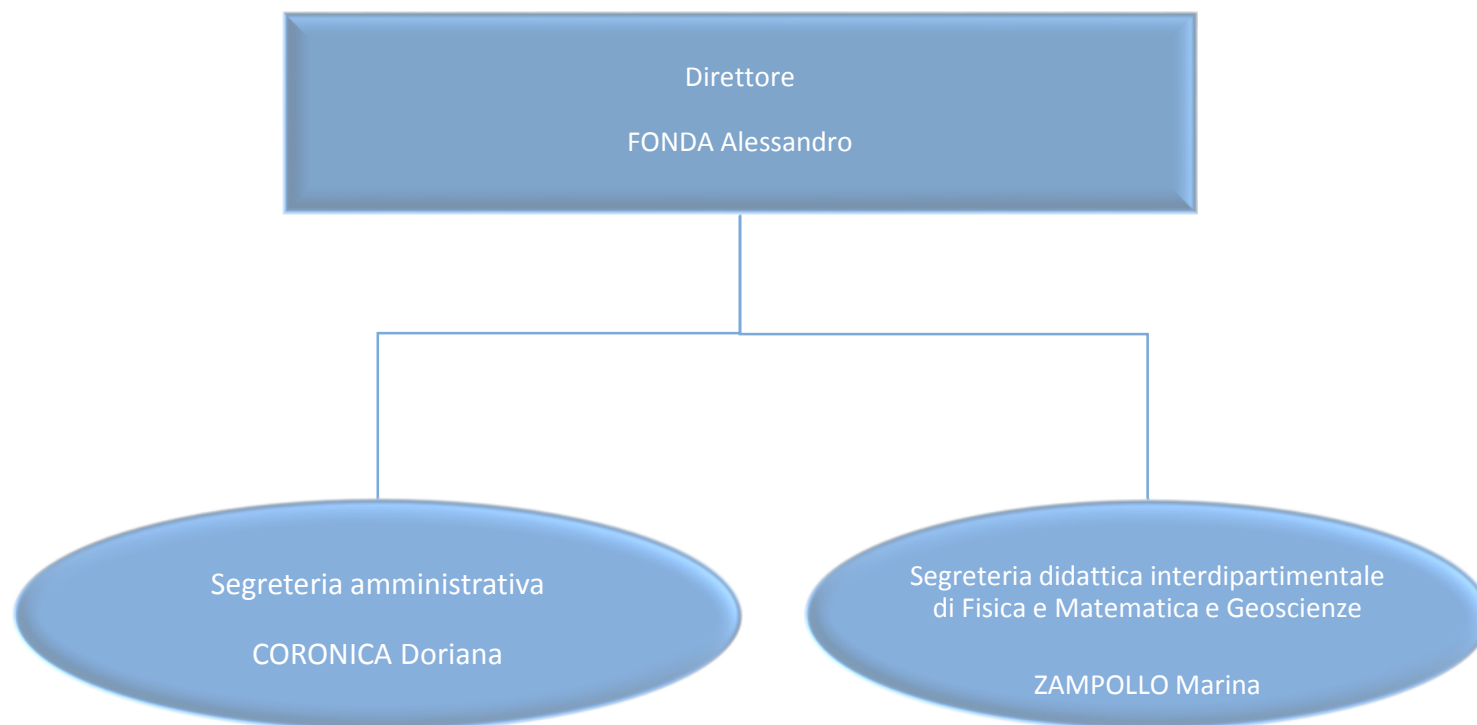 Direttore
FONDA Alessandro
Segreteria amministrativa
CORONICA Doriana
Segreteria didattica interdipartimentale
di Fisica e Matematica e Geoscienze
ZAMPOLLO Marina